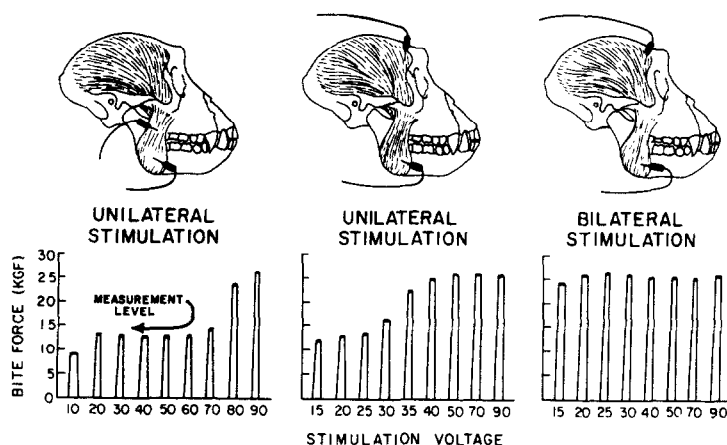 UNILATERAL STIMULATION
UNILATERAL STIMULATION
BILATERAL STIMULATION
BITE FORCE (KGF)
30
25
20
15
10
5
0
MEASUREMENT LEVEL
10 20 30 40 50 60 70 80 90
15 20 25 30 35 40 50 70 90
15 20 25 30 40 50 70 90
STIMULATION VOLTAGE